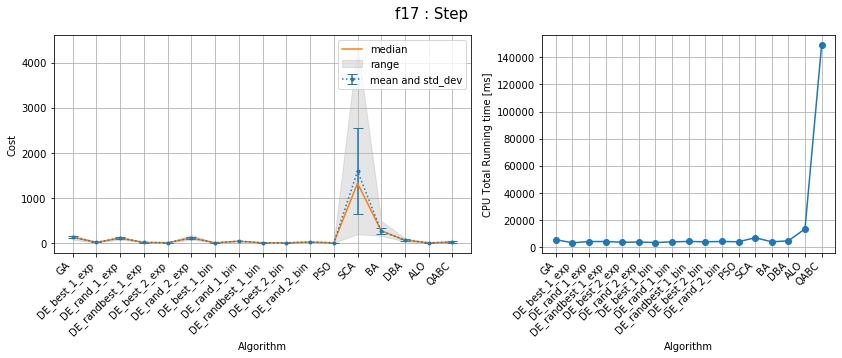 f17 : Step
Cost
4000
3000
2000
1000
0
median
range
mean and std_dev
GA
DE_best_1_exp
DE_rand_1_exp
DE_randbest_1_exp
DE_best_2_exp
DE_rand_2_exp
DE_best_1_bin
DE_rand_1_bin
DE_randbest_1_bin
DE_best_2_bin
DE_rand_2_bin
PSO
SCA
BA
DBA
ALO
QABC
Algorithm
CPU Total Running time [ms]
140000
120000
100000
80000
60000
40000
20000
0
GA
DE_best_1_exp
DE_rand_1_exp
DE_randbest_1_exp
DE_best_2_exp
DE_rand_2_exp
DE_best_1_bin
DE_rand_1_bin
DE_randbest_1_bin
DE_best_2_bin
DE_rand_2_bin
PSO
SCA
BA
DBA
ALO
QABC
Algorithm